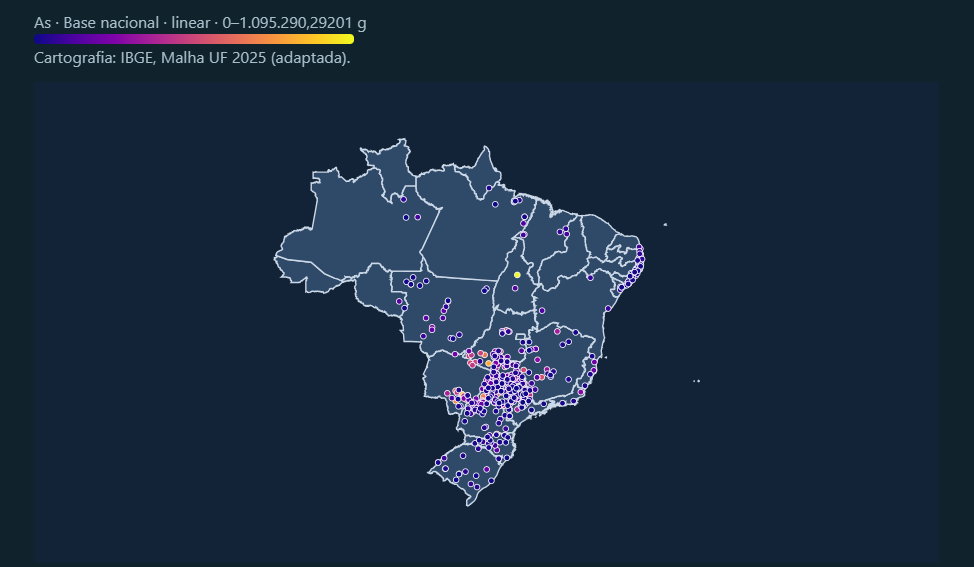 As · Base nacional · linear · 0–1.095.290,29201 g
Cartografia: IBGE, Malha UF 2025 (adaptada).